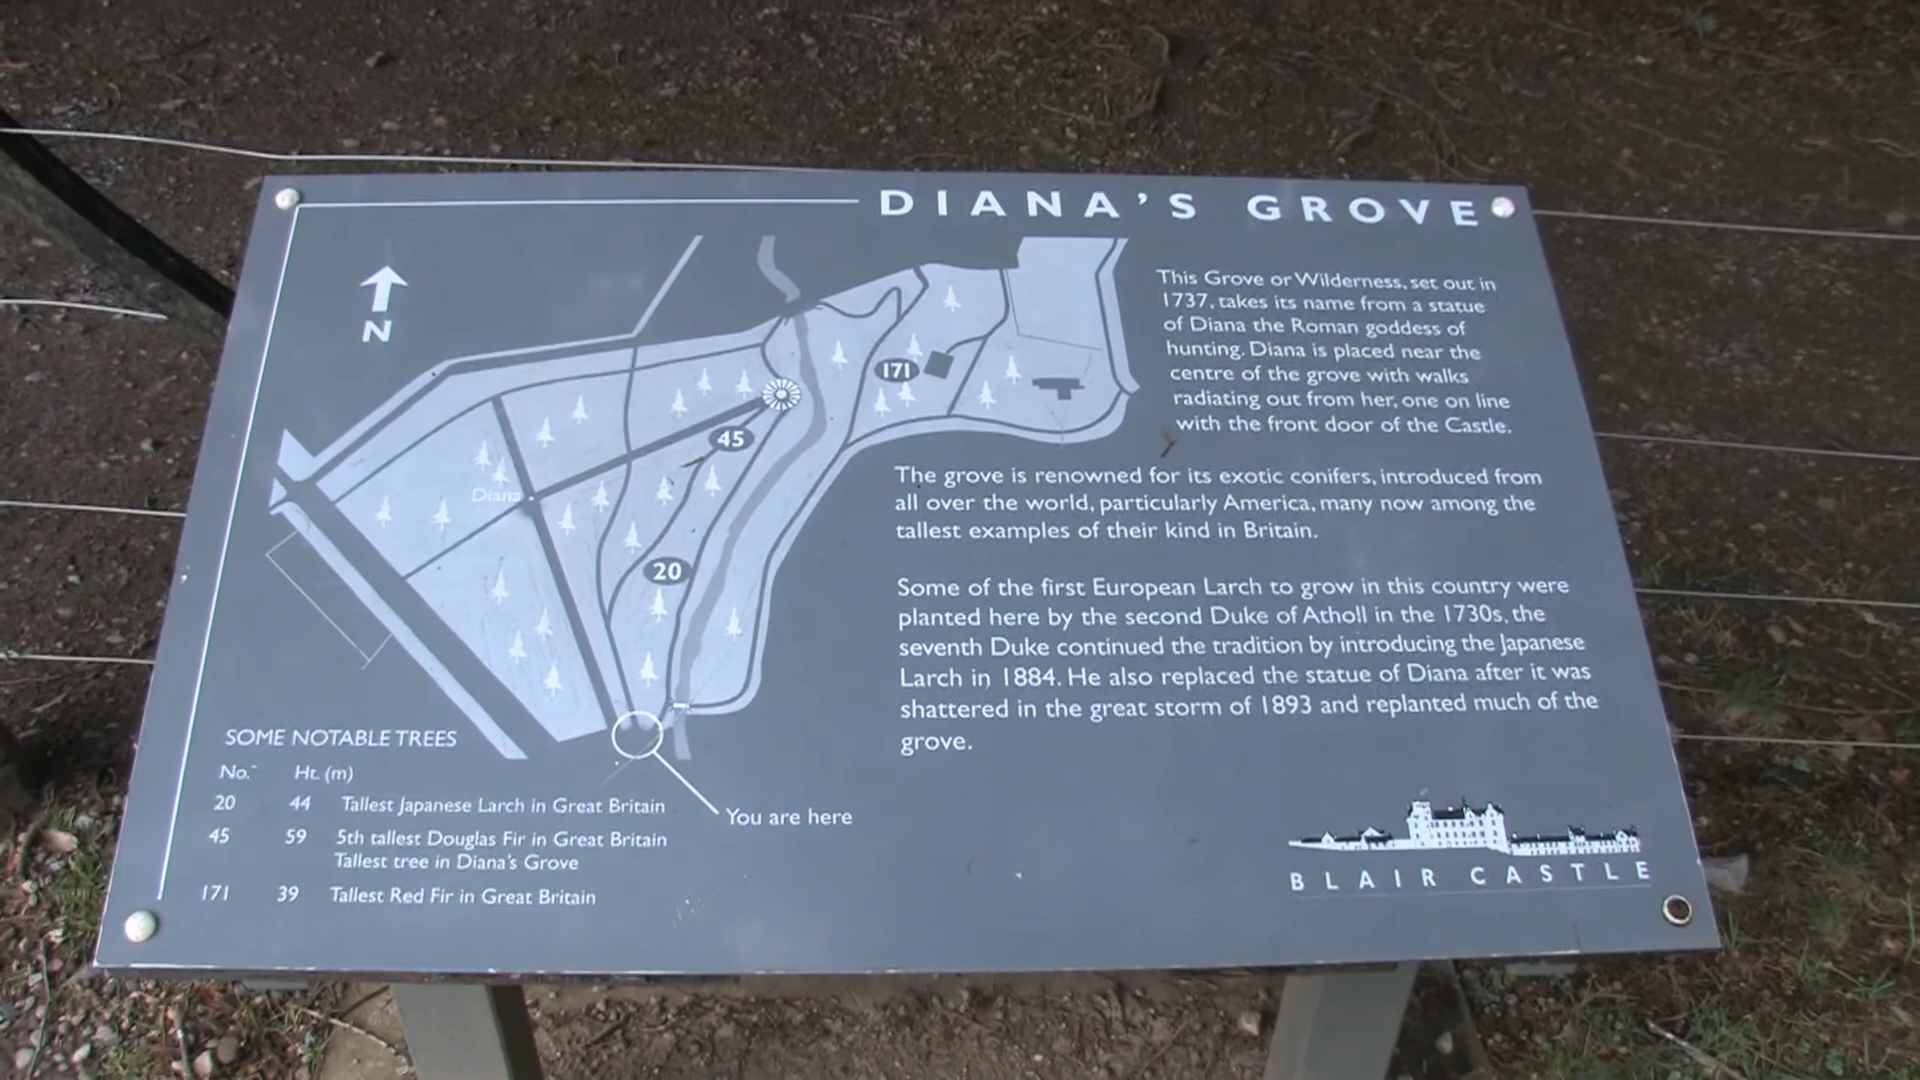 DIANA'S GROVE
N
This Grove or Wilderness, set out in
1737, takes its name from a statue
of Diana the Roman goddess of
hunting. Diana is placed near the
centre of the grove with walks
radiating out from her, one on line
with the front door of the Castle.
171
45
Diana
20
The grove is renowned for its exotic conifers, introduced from
all over the world, particularly America, many now among the
tallest examples of their kind in Britain.
Some of the first European Larch to grow in this country were
planted here by the second Duke of Atholl in the 1730s, the
seventh Duke continued the tradition by introducing the Japanese
Larch in 1884. He also replaced the statue of Diana after it was
shattered in the great storm of 1893 and replanted much of the
grove.
SOME NOTABLE TREES
No. Ht. (m)
20 44 Tallest Japanese Larch in Great Britain
45 59 5th tallest Douglas Fir in Great Britain
Tallest tree in Diana's Grove
171 39 Tallest Red Fir in Great Britain
You are here
BLAIR CASTLE